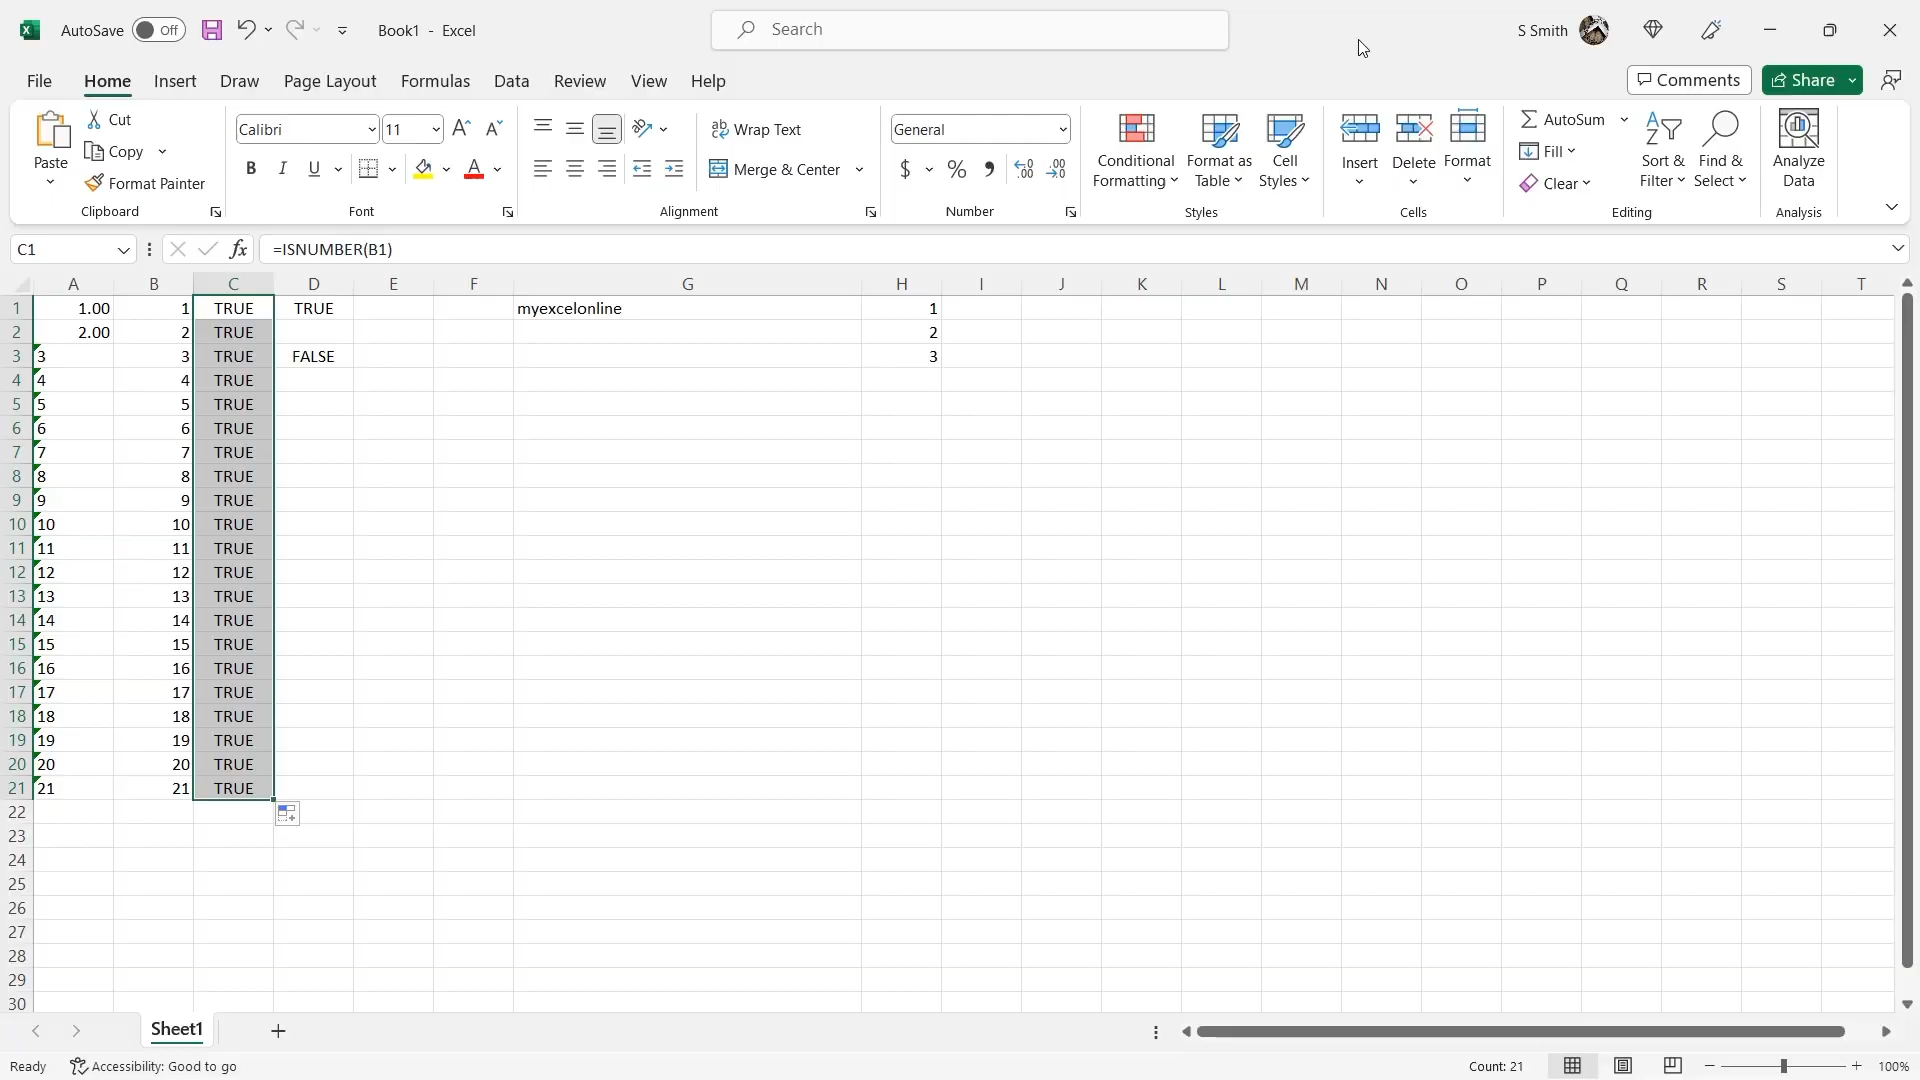 AutoSave Off Book1 - Excel Search S Smith
File Home Insert Draw Page Layout Formulas Data Review View Help Comments Share
Paste
Cut
Copy
Format Painter
Clipboard
Calibri 11
B I U A
Font
ab Wrap Text
Merge & Center
Alignment
General
$ % 9 .00 .00
Number
Conditional Formatting
Format as Table
Cell Styles
Styles
Insert Delete Format
Cells
AutoSum
Fill
Clear
Sort & Filter
Find & Select
Editing
Analyze Data
Analysis
C1 fx =ISNUMBER(B1)
A B C D E F G H I J K L M N O P Q R S T
1 1.00 1 TRUE TRUE myexcelonline 1
2 2.00 2 TRUE 2
3 3 3 TRUE FALSE 3
4 4 4 TRUE
5 5 5 TRUE
6 6 6 TRUE
7 7 7 TRUE
8 8 8 TRUE
9 9 9 TRUE
10 10 10 TRUE
11 11 11 TRUE
12 12 12 TRUE
13 13 13 TRUE
14 14 14 TRUE
15 15 15 TRUE
16 16 16 TRUE
17 17 17 TRUE
18 18 18 TRUE
19 19 19 TRUE
20 20 20 TRUE
21 21 21 TRUE
22
23
24
25
26
27
28
29
30
Sheet1
Ready Accessibility: Good to go Count: 21 100%